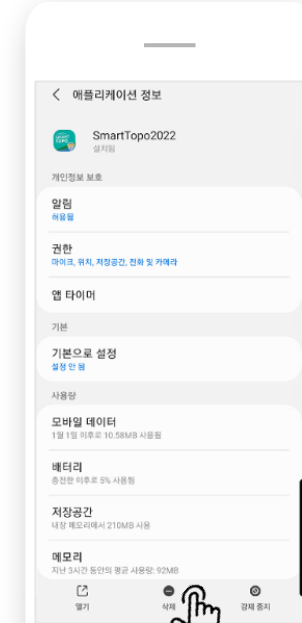 애플리케이션 정보
SmartTopo2022
설치됨
개인정보 보호
알림
허용됨
권한
마이크, 위치, 저장공간, 전화 및 카메라
앱 타이머
기본
기본으로 설정
설정 안 됨
사용량
모바일 데이터
1월 1일 이후로 10.58MB 사용됨
배터리
충전한 이후로 5% 사용됨
저장공간
내장 메모리에서 210MB 사용
메모리
지난 3시간 동안의 평균 사용량: 92MB
열기
삭제
강제 중지